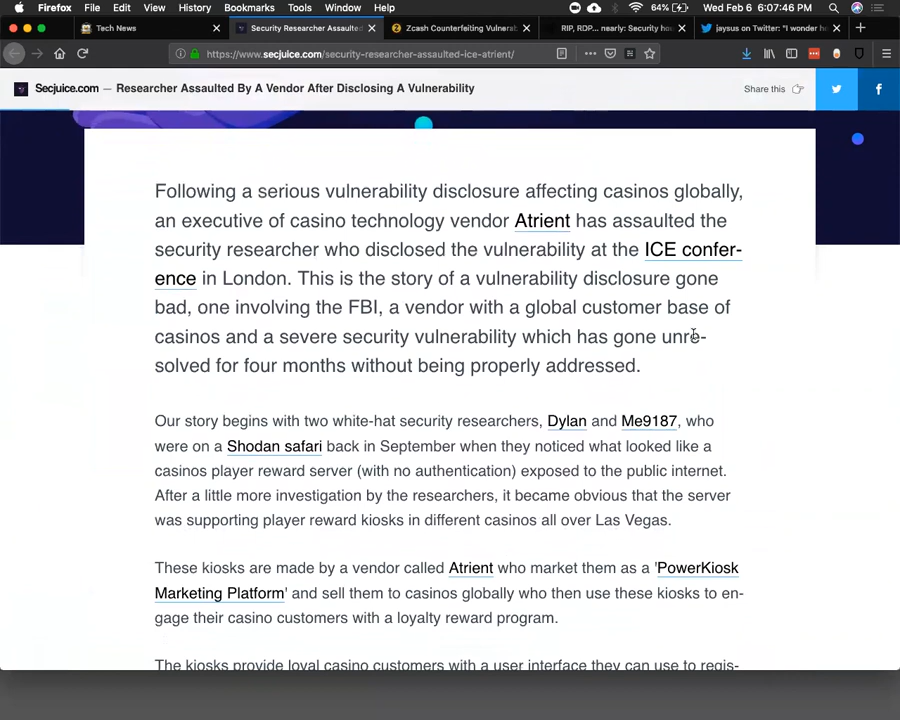 Firefox File Edit View History Bookmarks Tools Window Help 64% Wed Feb 6 6:07:46 PM
Tech News
Security Researcher Assaulted
Zcash Counterfeiting Vulnerab
RIP, RDP... nearly: Security hou
jaysus on Twitter: "I wonder he
https://www.secjuice.com/security-researcher-assaulted-ice-atrient/
Secjuice.com — Researcher Assaulted By A Vendor After Disclosing A Vulnerability
Share this
Following a serious vulnerability disclosure affecting casinos globally,
an executive of casino technology vendor Atrient has assaulted the
security researcher who disclosed the vulnerability at the ICE confer-
ence in London. This is the story of a vulnerability disclosure gone
bad, one involving the FBI, a vendor with a global customer base of
casinos and a severe security vulnerability which has gone unre-
solved for four months without being properly addressed.
Our story begins with two white-hat security researchers, Dylan and Me9187, who
were on a Shodan safari back in September when they noticed what looked like a
casinos player reward server (with no authentication) exposed to the public internet.
After a little more investigation by the researchers, it became obvious that the server
was supporting player reward kiosks in different casinos all over Las Vegas.
These kiosks are made by a vendor called Atrient who market them as a 'PowerKiosk
Marketing Platform' and sell them to casinos globally who then use these kiosks to en-
gage their casino customers with a loyalty reward program.
The kiosks provide loyal casino customers with a user interface they can use to regis-